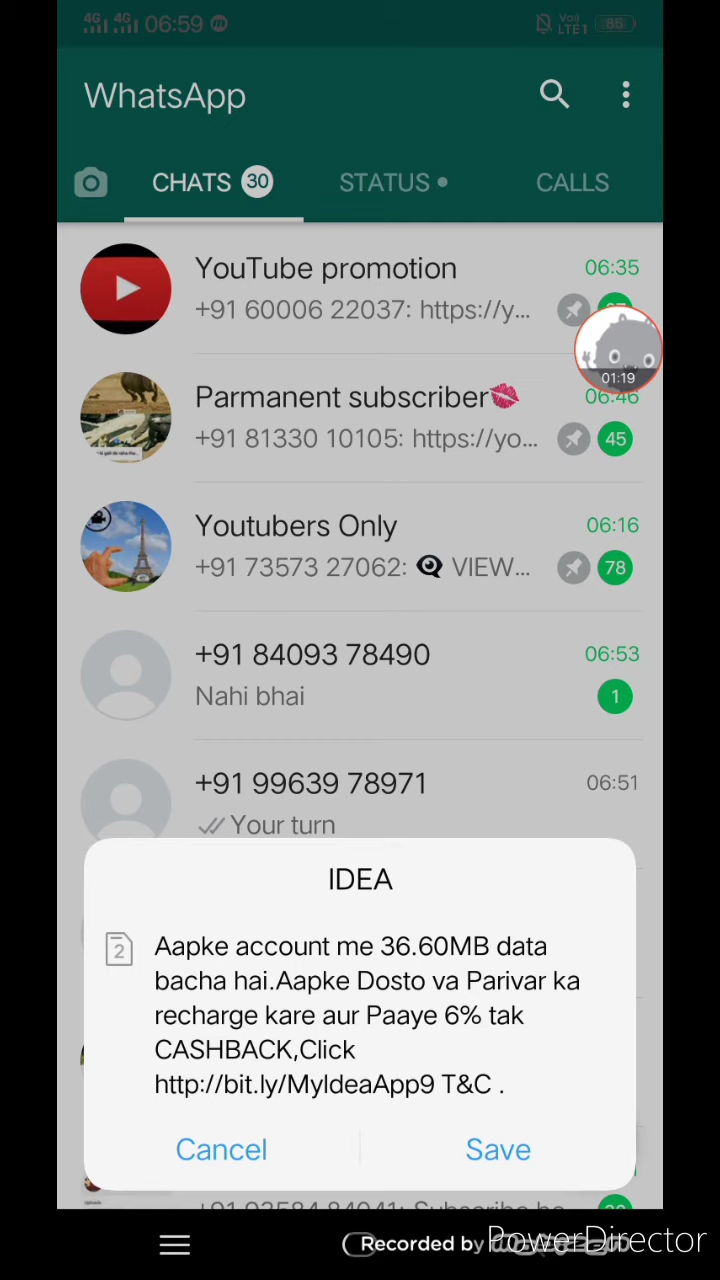 4G 4G 06:59
Vo)) LTE1 85
WhatsApp
CHATS 30 STATUS • CALLS
YouTube promotion 06:35
+91 60006 22037: https://y...
01:19
Parmanent subscriber💋 06:46
+91 81330 10105: https://yo... 45
Youtubers Only 06:16
+91 73573 27062: 👁‍🗨 VIEW... 78
+91 84093 78490 06:53
Nahi bhai 1
+91 99639 78971 06:51
Your turn
IDEA
2
Aapke account me 36.60MB data
bacha hai.Aapke Dosto va Parivar ka
recharge kare aur Paaye 6% tak
CASHBACK,Click
http://bit.ly/MyIdeaApp9 T&C .
Cancel Save
Recorded by
PowerDirector